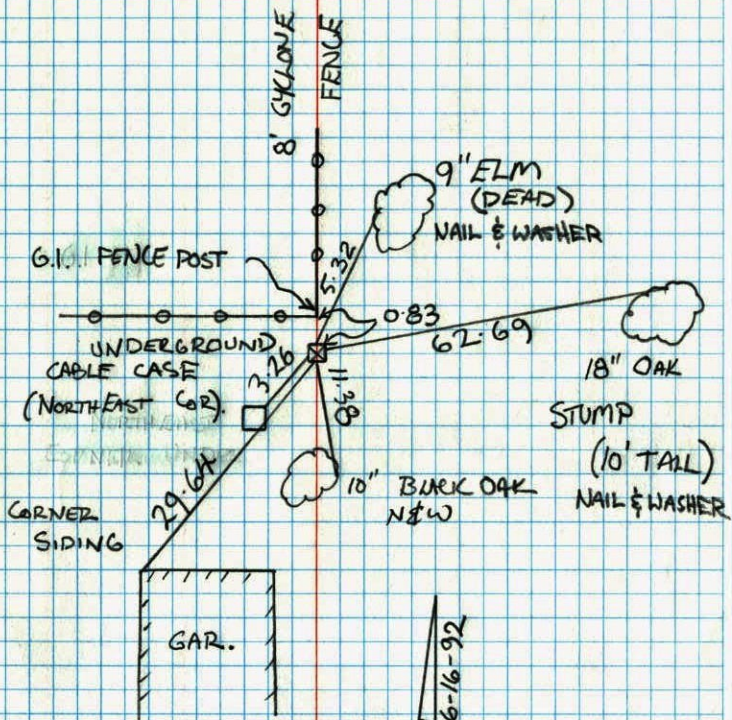 8' CYCLONE
FENCE
9" ELM
(DEAD)
NAIL & WASHER
G.I. FENCE POST
5.32
0.83
62.69
UNDERGROUND
CABLE CASE
(NORTHEAST COR).
3.26
11.38
18" OAK
STUMP
(10' TALL)
NAIL & WASHER
10" BLACK OAK
N&W
29.64
CORNER
SIDING
GAR.
6-16-92